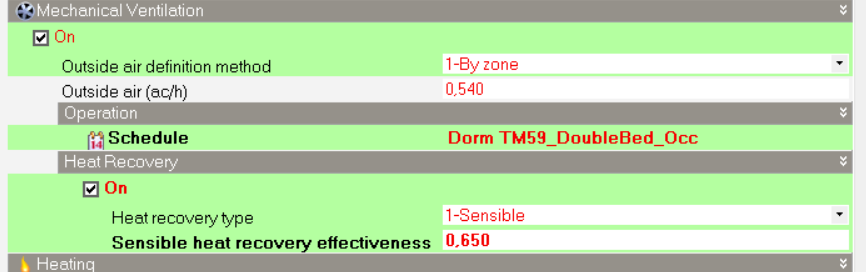 Mechanical Ventilation
On
Outside air definition method 1-By zone
Outside air (ac/h) 0,540
Operation
14 Schedule Dorm TM59_DoubleBed_Occ
Heat Recovery
On
Heat recovery type 1-Sensible
Sensible heat recovery effectiveness 0,650
Heating